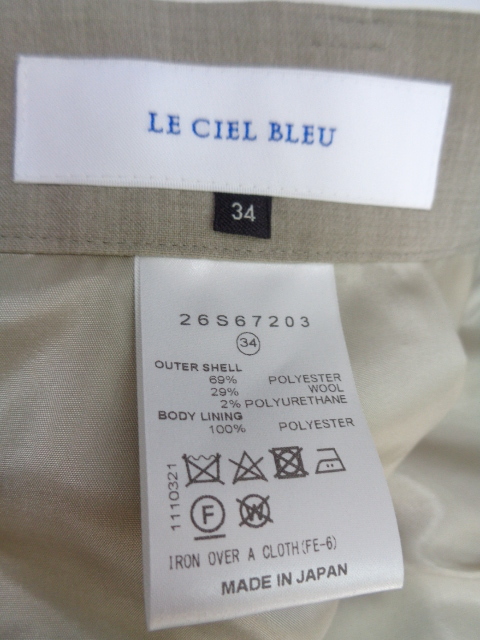 LE CIEL BLEU
34
26S67203
34
OUTER SHELL
69% POLYESTER
29% WOOL
2% POLYURETHANE
BODY LINING
100% POLYESTER
1110321
F
W
IRON OVER A CLOTH(FE-6)
MADE IN JAPAN